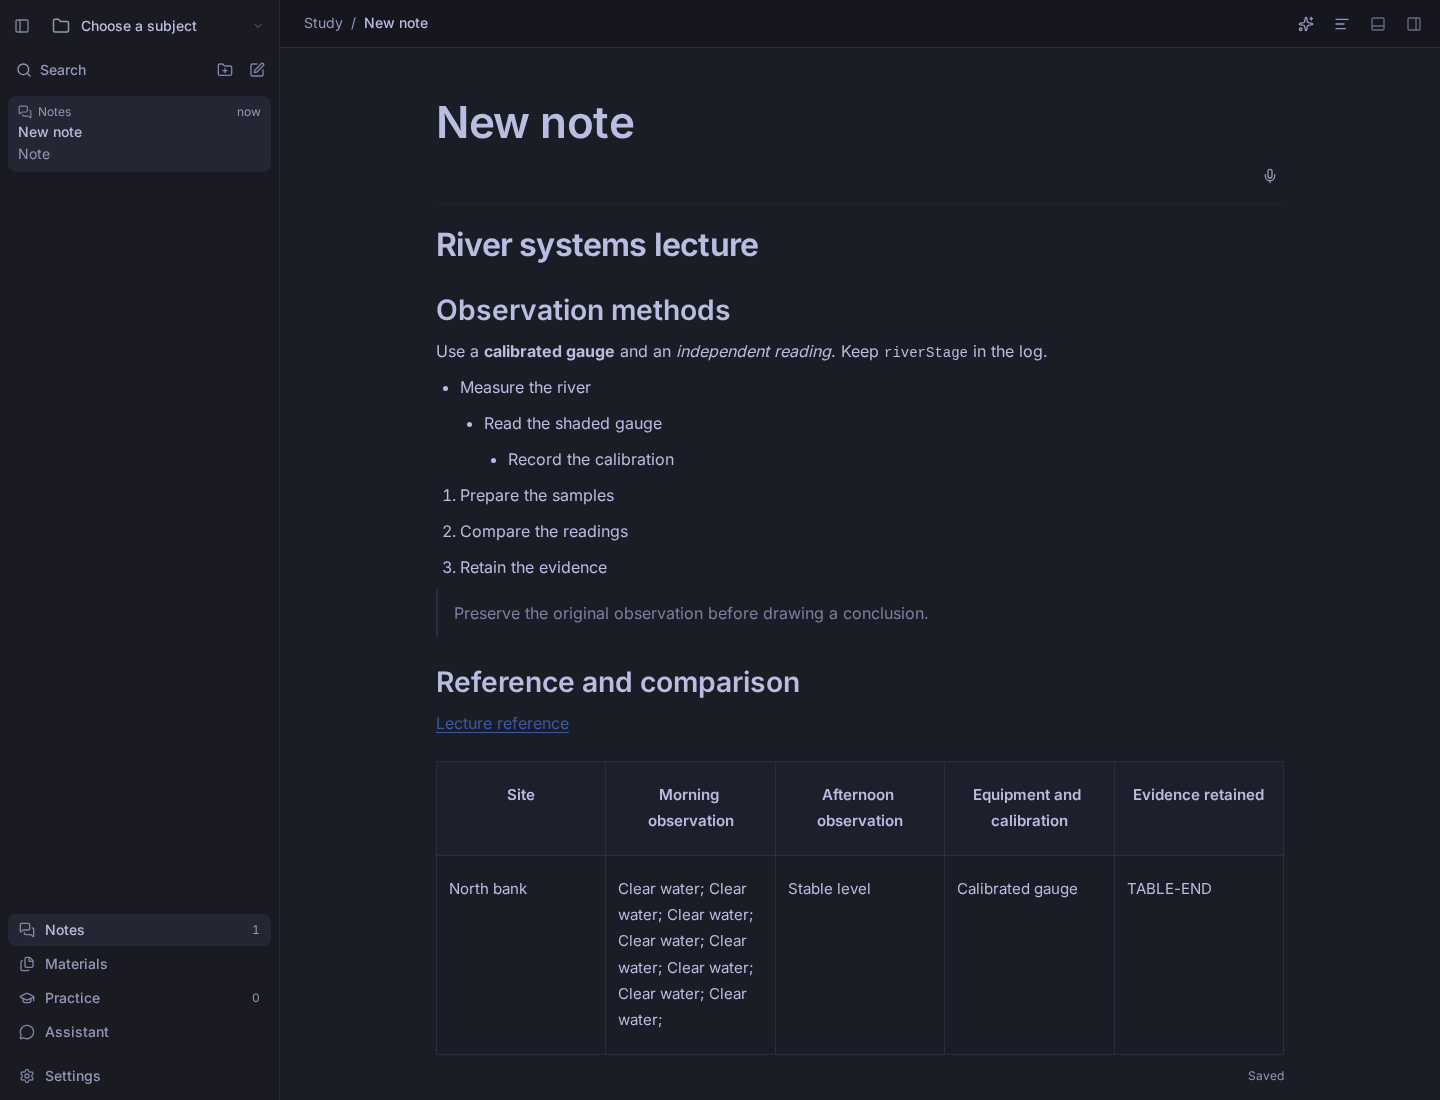 Choose a subject
Search
Notes now
New note
Note
Notes 1
Materials
Practice 0
Assistant
Settings
Study / New note
New note
River systems lecture
Observation methods
Use a calibrated gauge and an independent reading. Keep riverStage in the log.
• Measure the river
• Read the shaded gauge
• Record the calibration
1. Prepare the samples
2. Compare the readings
3. Retain the evidence
Preserve the original observation before drawing a conclusion.
Reference and comparison
Lecture reference
Site
Morning
observation
Afternoon
observation
Equipment and
calibration
Evidence retained
North bank
Clear water; Clear
water; Clear water;
Clear water; Clear
water; Clear water;
Clear water; Clear
water;
Stable level
Calibrated gauge
TABLE-END
Saved